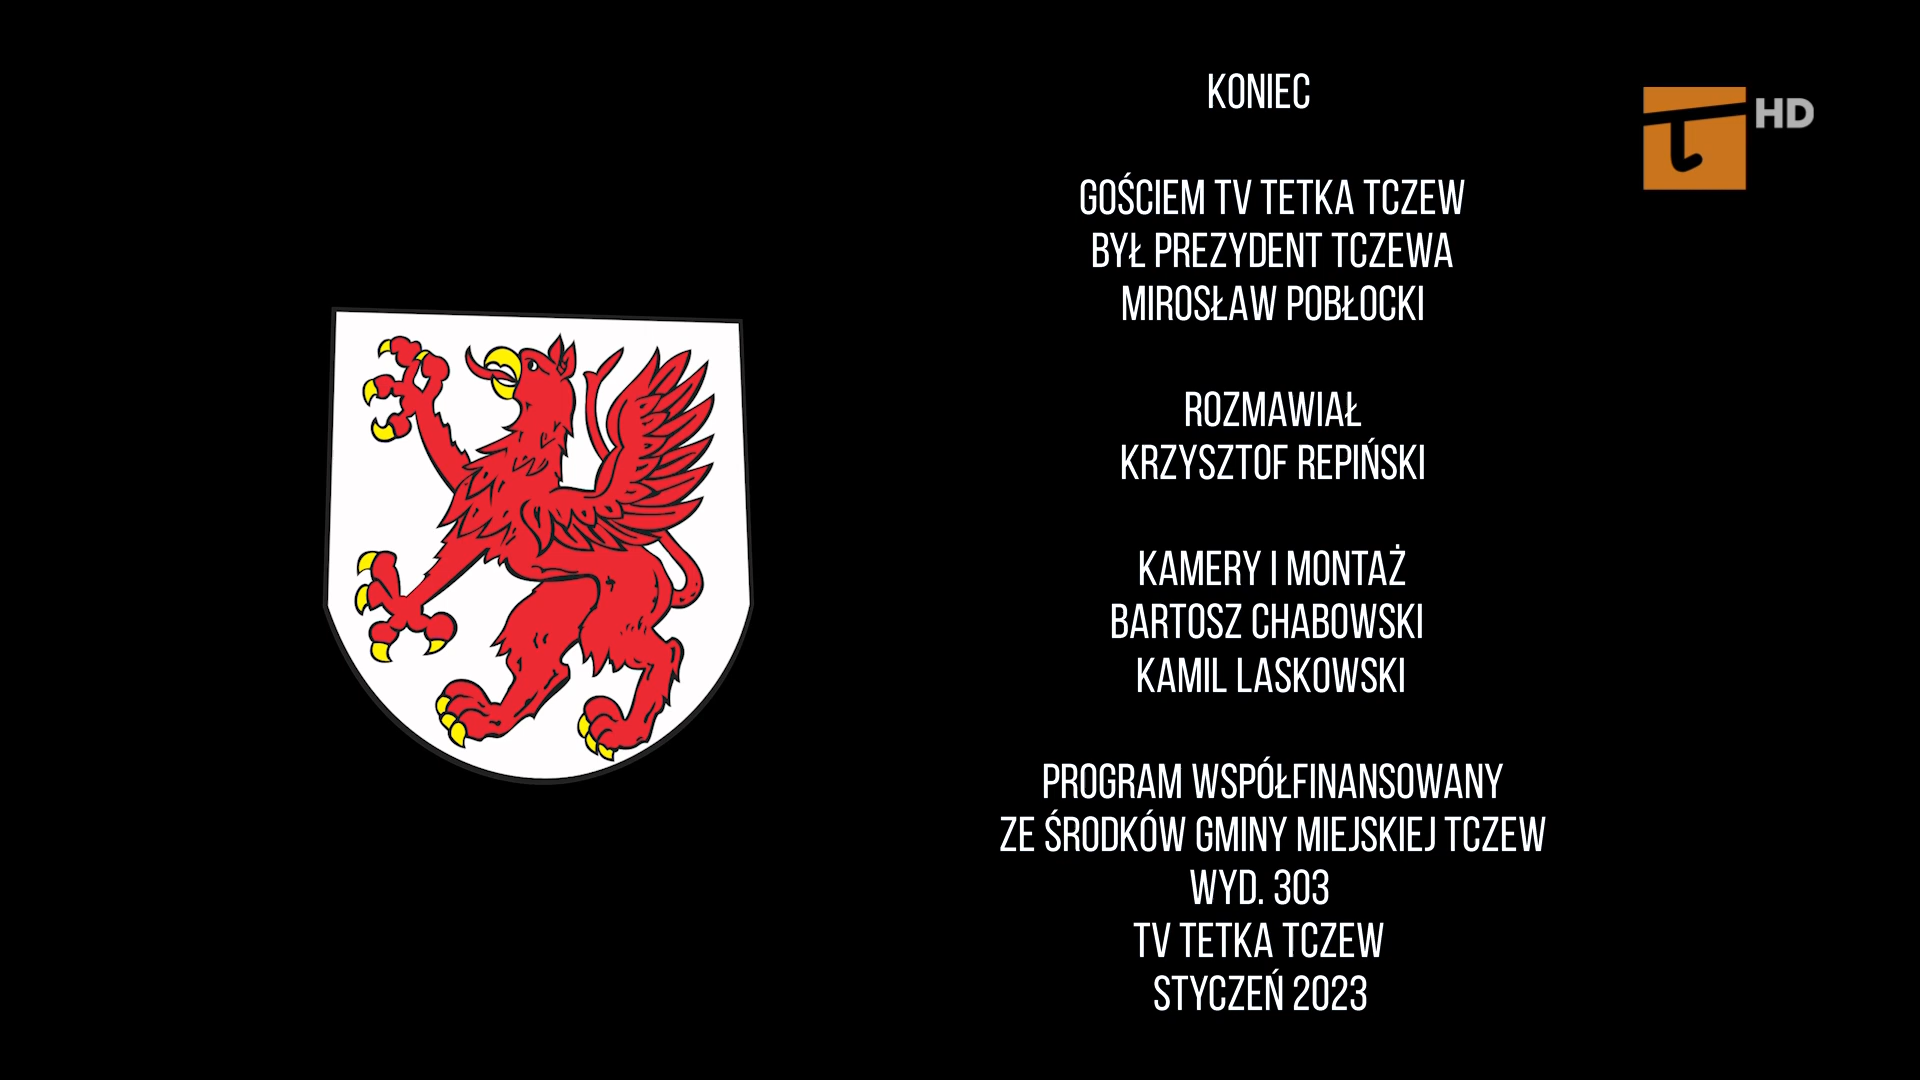 KONIEC
GOŚCIEM TV TETKA TCZEW
BYŁ PREZYDENT TCZEWA
MIROSŁAW POBŁOCKI
ROZMAWIAŁ
KRZYSZTOF REPIŃSKI
KAMERY I MONTAŻ
BARTOSZ CHABOWSKI
KAMIL LASKOWSKI
PROGRAM WSPÓŁFINANSOWANY
ZE ŚRODKÓW GMINY MIEJSKIEJ TCZEW
WYD. 303
TV TETKA TCZEW
STYCZEŃ 2023
T HD